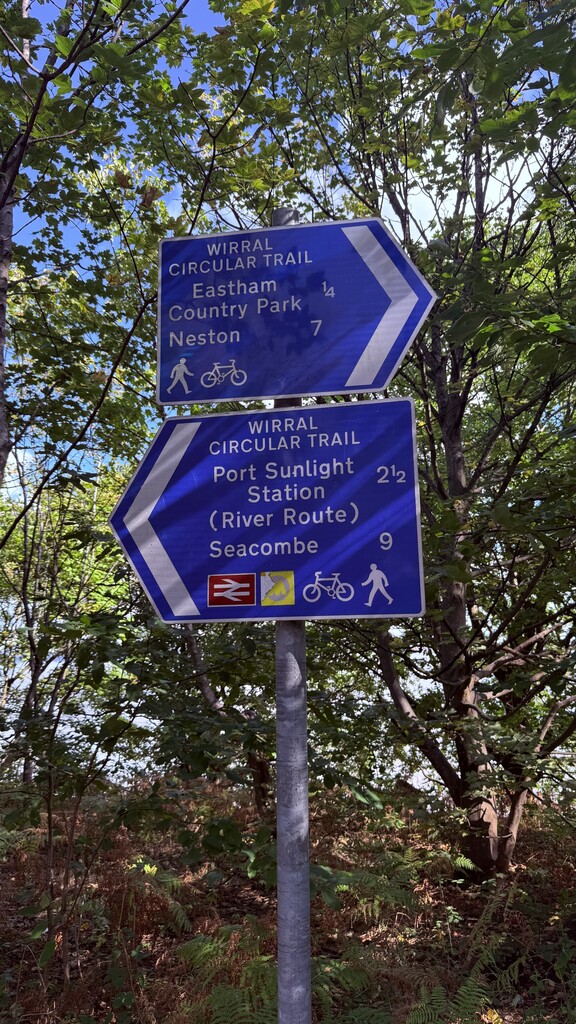 WIRRAL
CIRCULAR TRAIL
Eastham
Country Park ¼
Neston 7
WIRRAL
CIRCULAR TRAIL
Port Sunlight
Station 2½
(River Route)
Seacombe 9